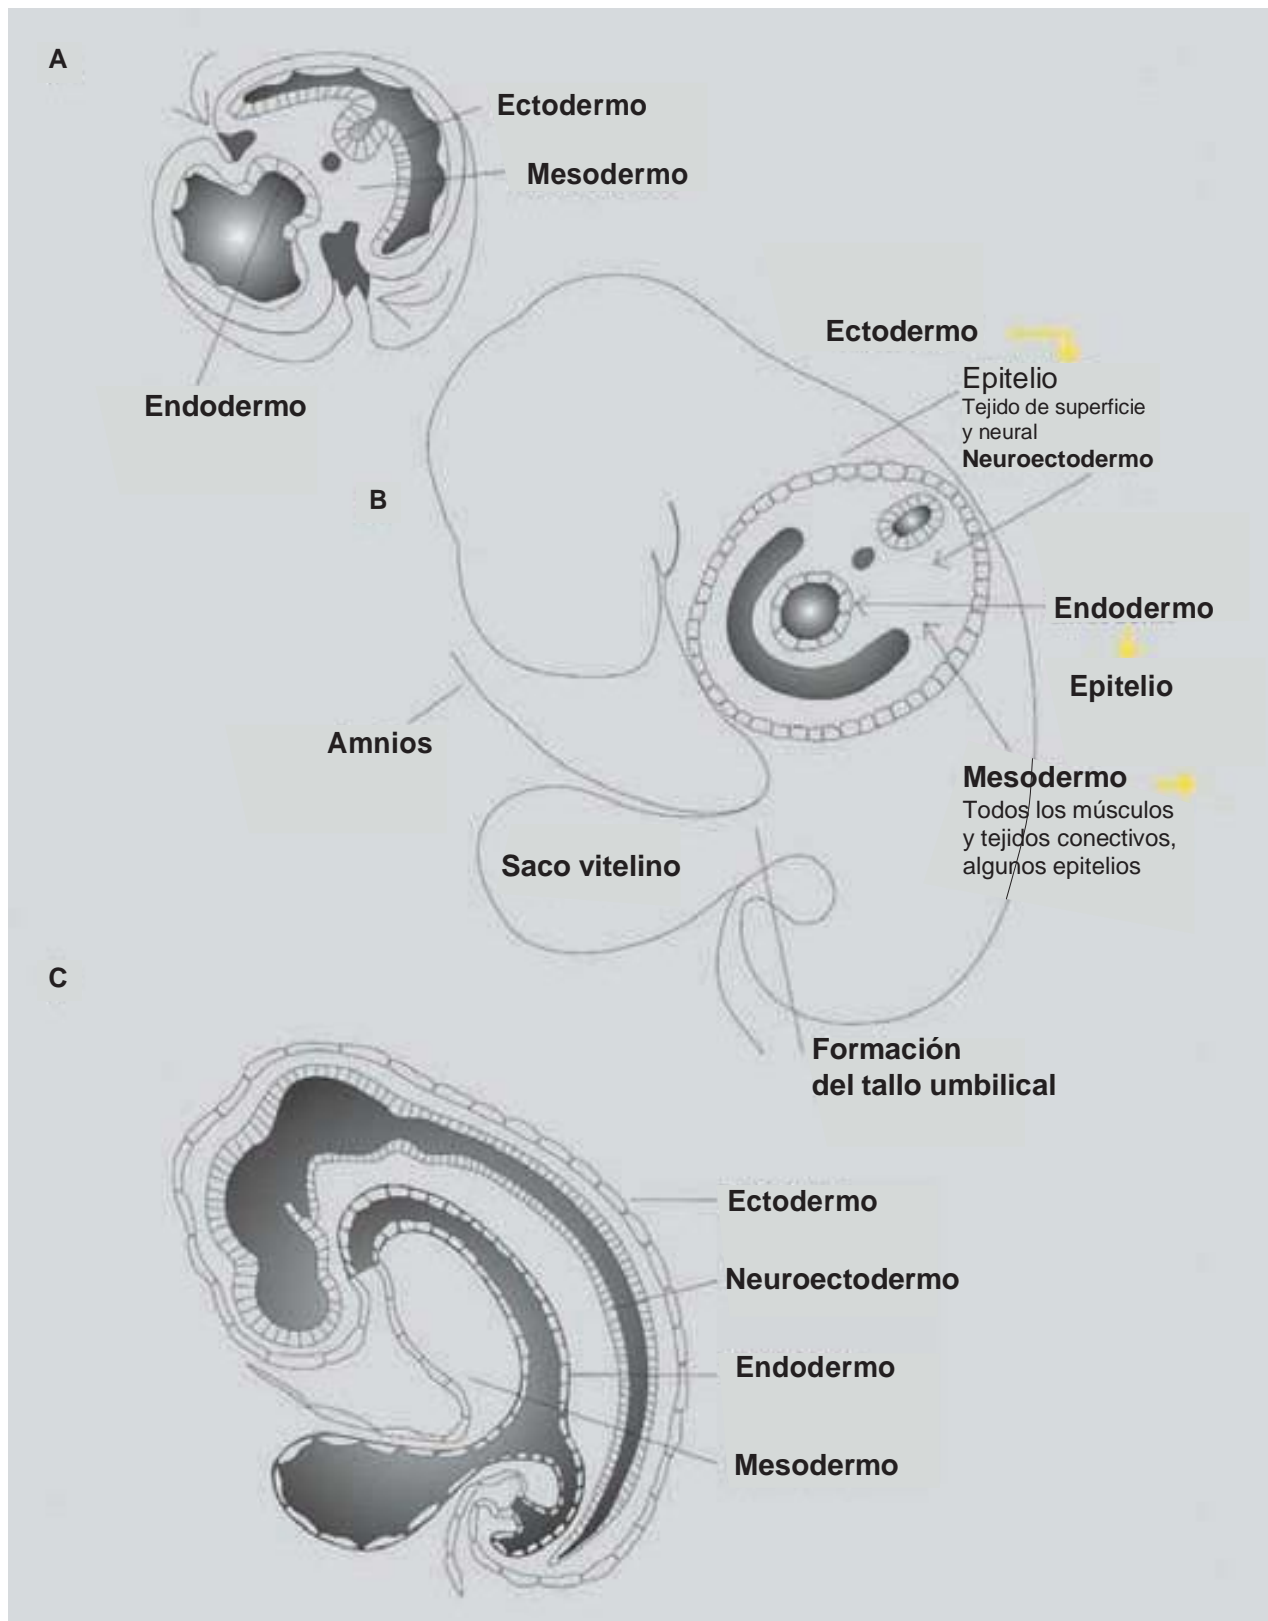 A
Ectodermo
Mesodermo
Endodermo
B
Ectodermo
Epitelio
Tejido de superficie
y neural
Neuroectodermo
Endodermo
Epitelio
Amnios
Mesodermo
Todos los músculos
y tejidos conectivos,
algunos epitelios
Saco vitelino
Formación
del tallo umbilical
C
Ectodermo
Neuroectodermo
Endodermo
Mesodermo